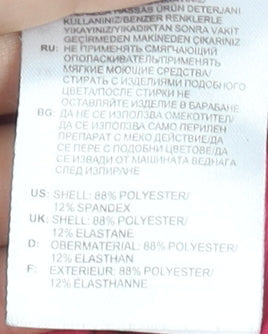 HASSAS ÜRÜN DETERJANI
KULLANINIZ/BENZER RENKLERLE
YIKAYINIZ/YIKADIKTAN SONRA VAKİT
GEÇİRMEDEN MAKİNEDEN ÇIKARINIZ
RU: НЕ ПРИМЕНЯТЬ СМЯГЧАЮЩИЙ
ОПОЛАСКИВАТЕЛЬ/ПРИМЕНЯТЬ
МЯГКИЕ МОЮЩИЕ СРЕДСТВА/
СТИРАТЬ С ИЗДЕЛИЯМИ ПОДОБНОГО
ЦВЕТА/ПОСЛЕ СТИРКИ НЕ
ОСТАВЛЯЙТЕ ИЗДЕЛИЕ В БАРАБАНЕ
BG: ДА НЕ СЕ ИЗПОЛЗВА ОМЕКОТИТЕЛ/
ДА СЕ ИЗПОЛЗВА САМО ПЕРИЛЕН
ПРЕПАРАТ С МЕКО ДЕЙСТВИЕ/ДА
СЕ ПЕРЕ С ПОДОБНИ ЦВЕТОВЕ/ДА
СЕ ИЗВАДИ ОТ МАШИНАТА ВЕДНАГА
СЛЕД ИЗПИРАНЕ
US: SHELL: 88% POLYESTER/
12% SPANDEX
UK: SHELL: 88% POLYESTER/
12% ELASTANE
D: OBERMATERIAL: 88% POLYESTER/
12% ELASTHAN
F: EXTERIEUR: 88% POLYESTER/
12% ELASTHANNE